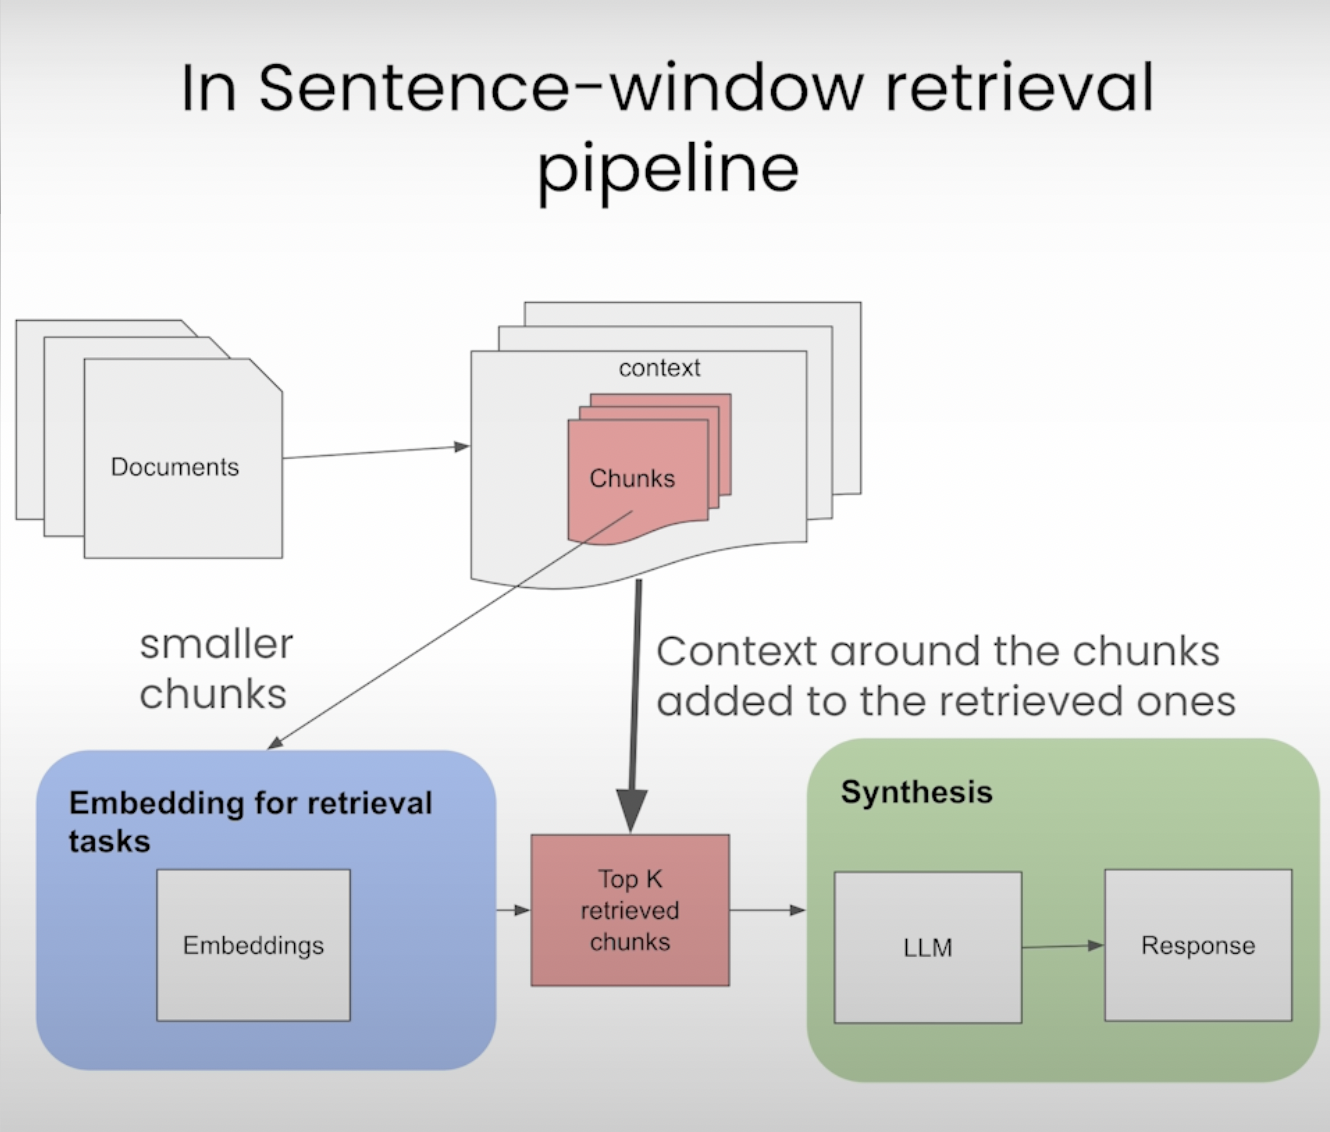 In Sentence-window retrieval
pipeline
Documents
context
Chunks
smaller
chunks
Context around the chunks
added to the retrieved ones
Embedding for retrieval
tasks
Embeddings
Top K
retrieved
chunks
Synthesis
LLM
Response